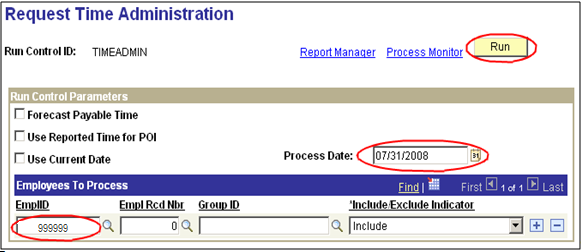 Request Time Administration
Run Control ID: TIMEADMIN Report Manager Process Monitor Run
Run Control Parameters
Forecast Payable Time
Use Reported Time for POI
Use Current Date Process Date: 07/31/2008 31
Employees To Process Find | First 1 of 1 Last
EmplID Empl Rcd Nbr Group ID *Include/Exclude Indicator
999999 0 Include